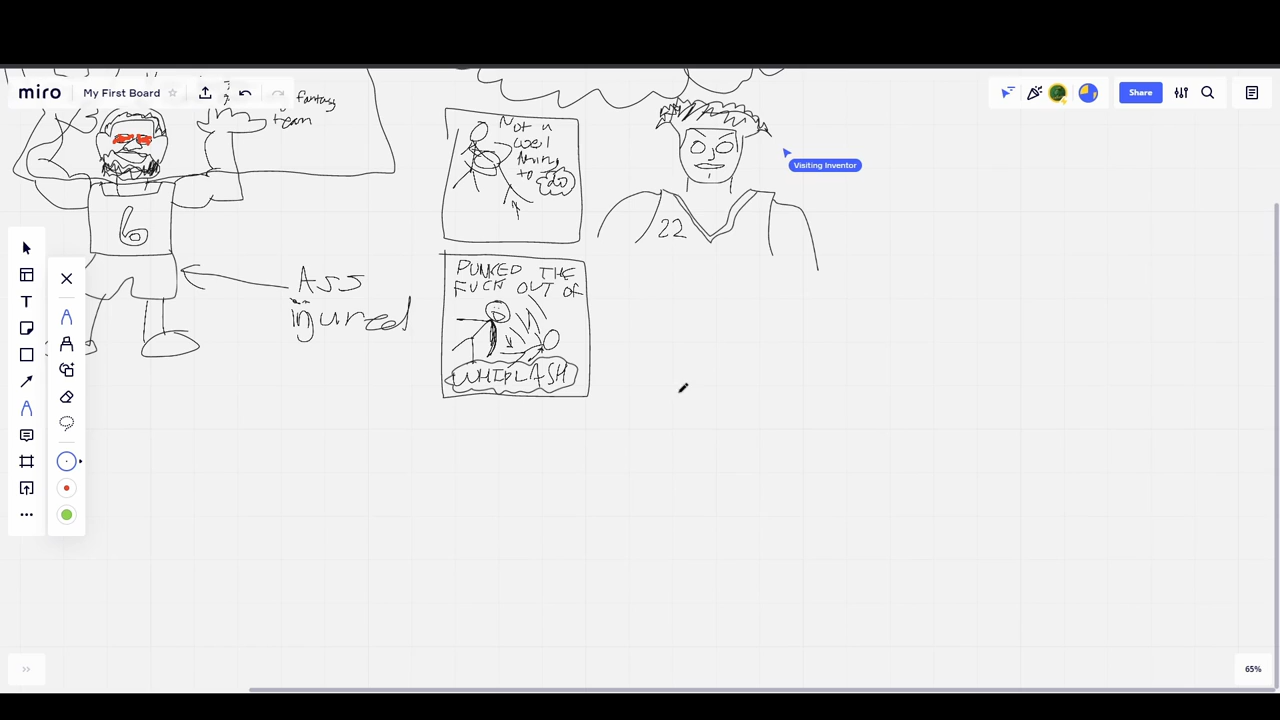 miro
My First Board
fantasy
team
6
Ass
injured
Not a
cool
thing
to
do
PUNKED THE
FUCK OUT OF
WHIPLASH
22
Visiting Inventor
Share
T
65%